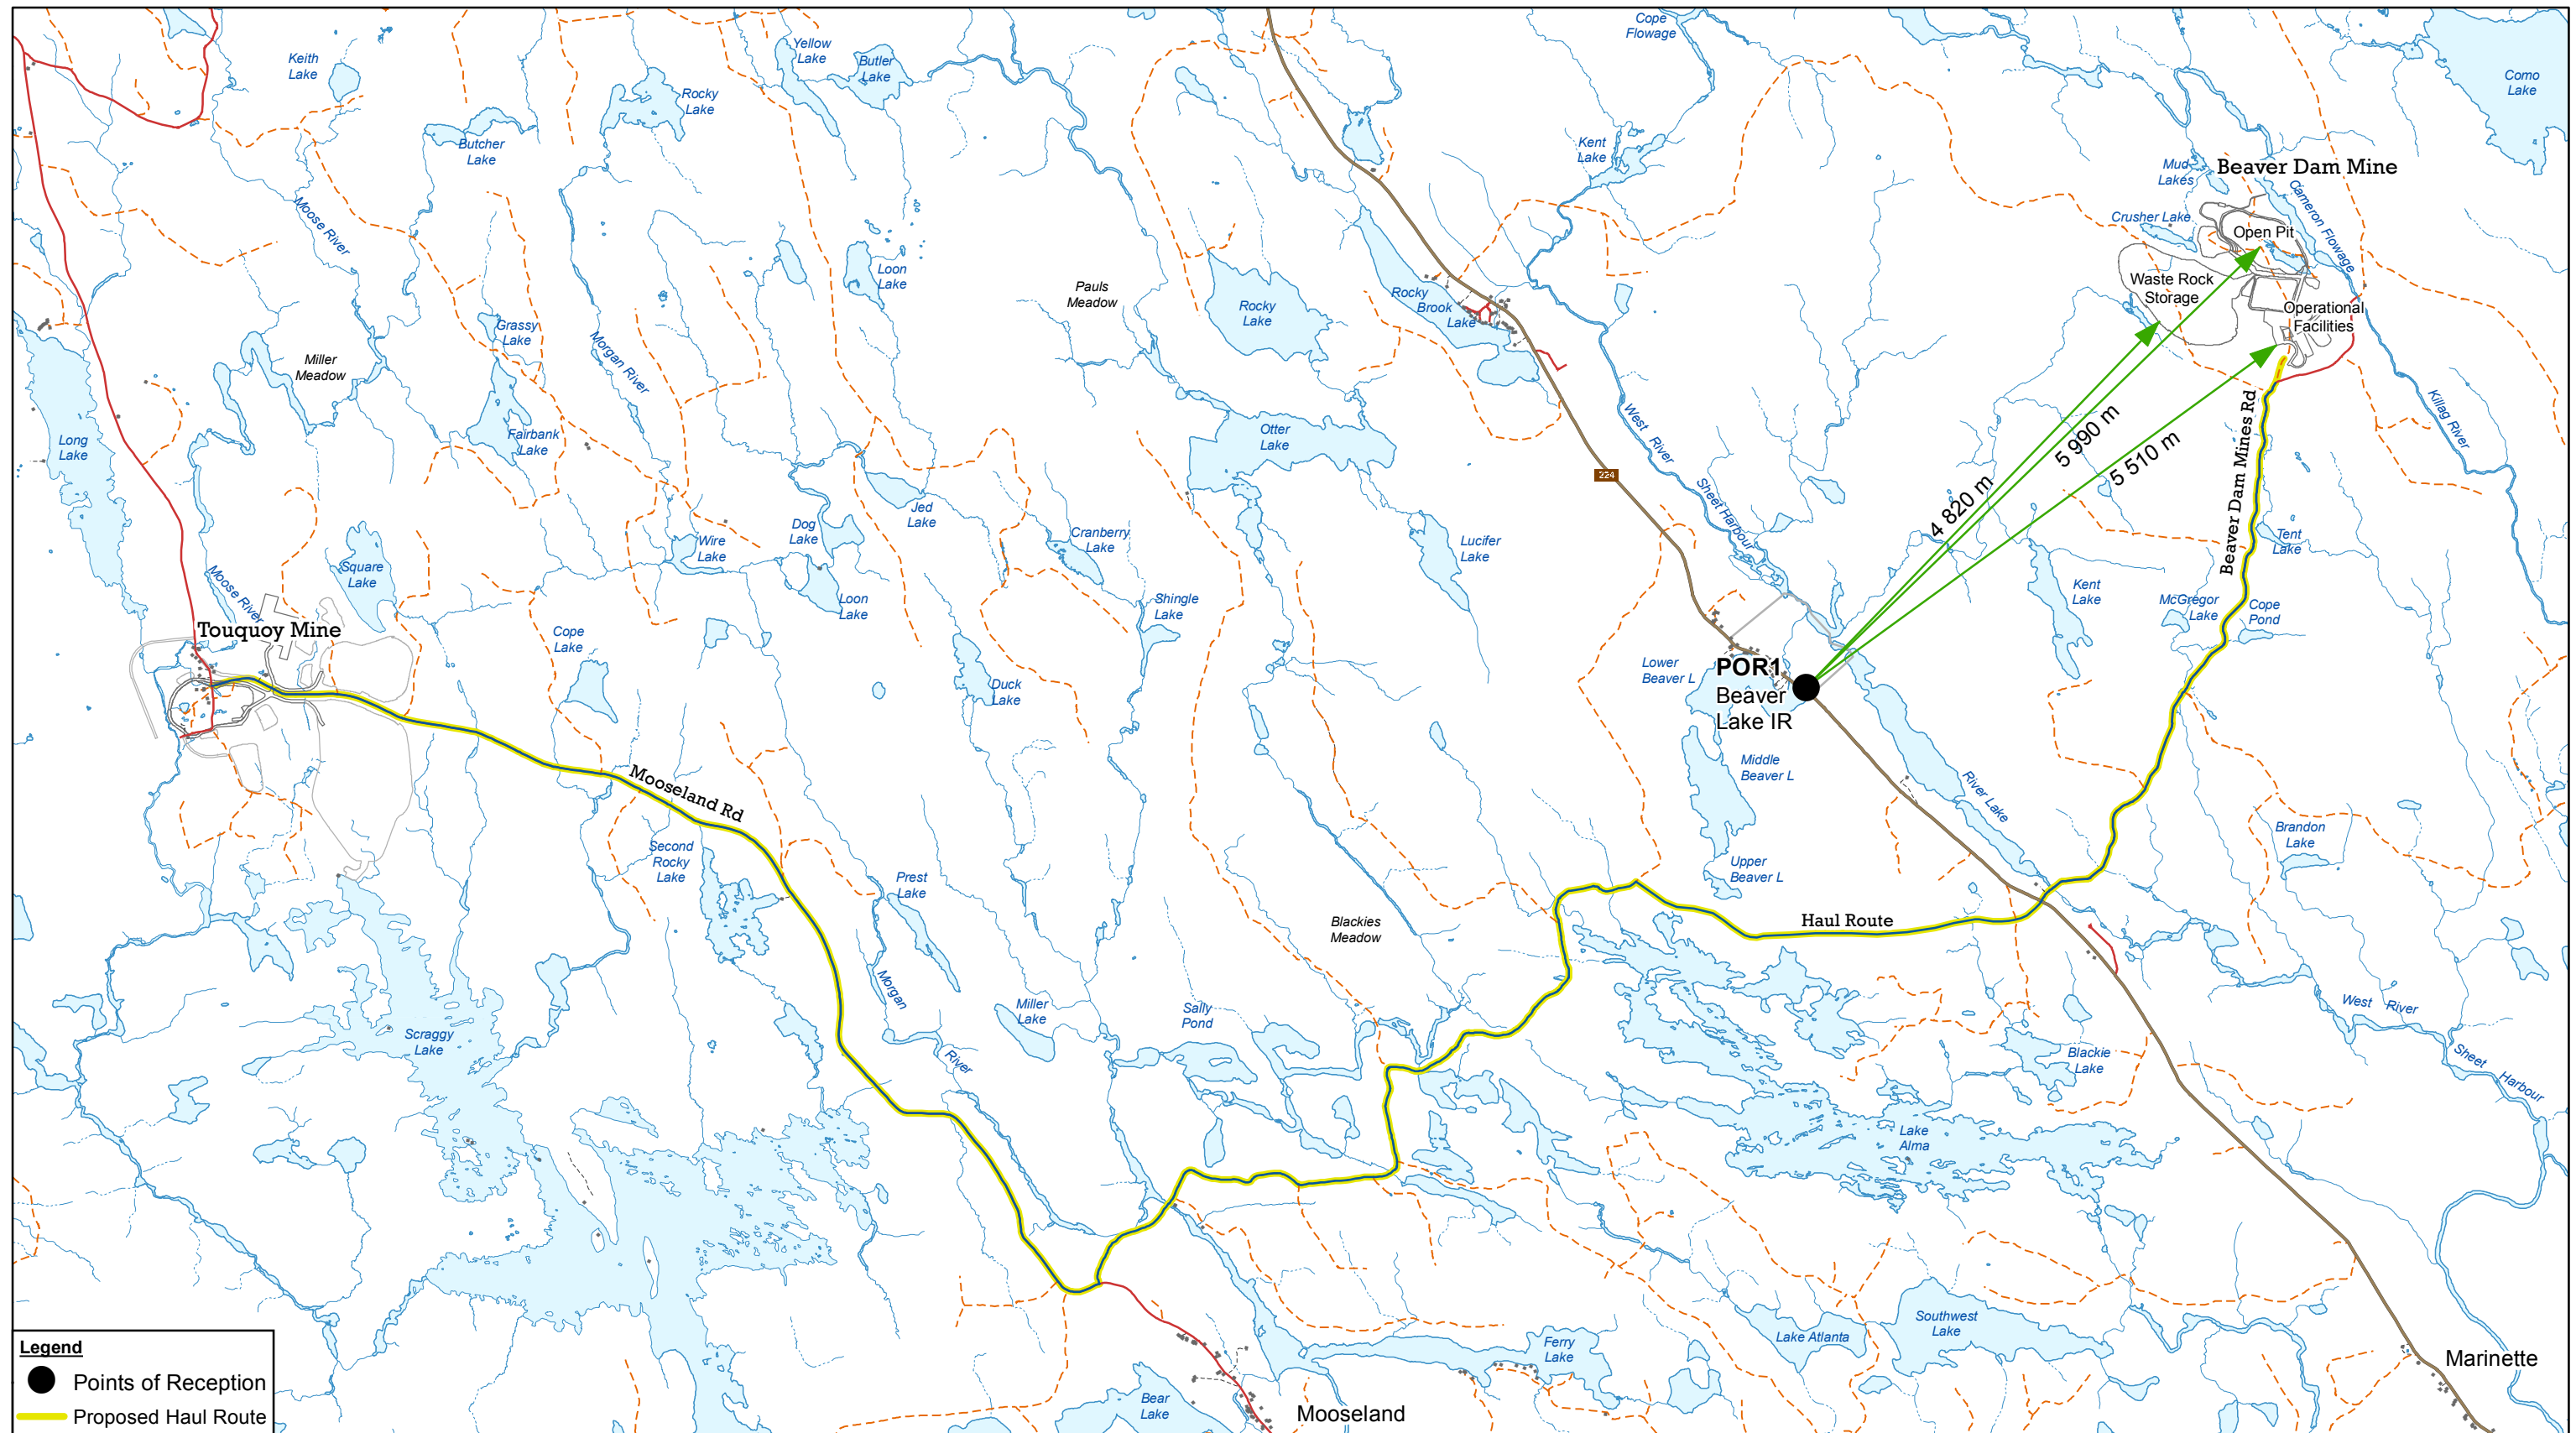 Cope
Flowage
Yellow
Lake
Butler
Lake
Keith
Lake
Rocky
Lake
Como
Lake
Butcher
Lake
Kent
Lake
Mud
Lakes
Beaver Dam Mine
Cameron Flowage
Crusher Lake
Open Pit
Moose River
Loon
Lake
Pauls
Meadow
Rocky
Lake
Rocky
Brook
Lake
Waste Rock
Storage
Operational
Facilities
Grassy
Lake
Miller
Meadow
Morgan River
Long
Lake
Fairbank
Lake
Otter
Lake
West River
224
Sheet Harbour
Killag River
Beaver Dam Mines Rd
5 990 m
5 510 m
4 820 m
Jed
Lake
Dog
Lake
Wire
Lake
Cranberry
Lake
Lucifer
Lake
Tent
Lake
Square
Lake
Moose River
Loon
Lake
Shingle
Lake
Kent
Lake
McGregor
Lake
Cope
Pond
Touquoy Mine
Cope
Lake
Duck
Lake
Lower
Beaver L
POR1
Beaver
Lake IR
Middle
Beaver L
River Lake
Mooseland Rd
Second
Rocky
Lake
Prest
Lake
Upper
Beaver L
Brandon
Lake
Blackies
Meadow
Haul Route
Morgan
River
Miller
Lake
Sally
Pond
Scraggy
Lake
West River
Sheet Harbour
Blackie
Lake
Lake
Alma
Southwest
Lake
Lake Atlanta
Ferry
Lake
Marinette
Bear
Lake
Mooseland
Legend
Points of Reception
Proposed Haul Route